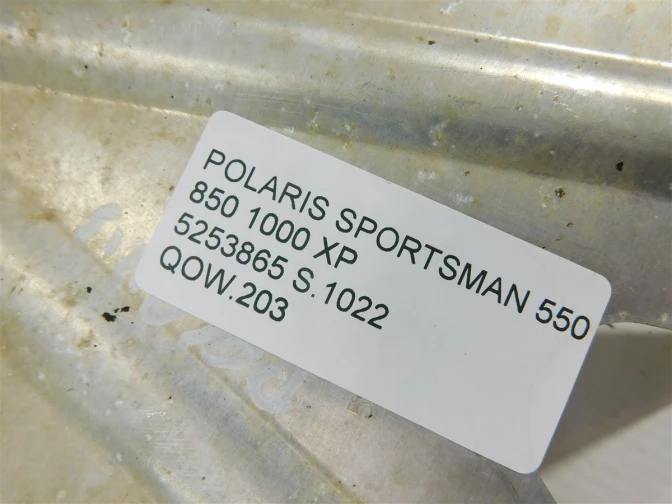 POLARIS SPORTSMAN 550
850 1000 XP
5253865 S.1022
QOW.203